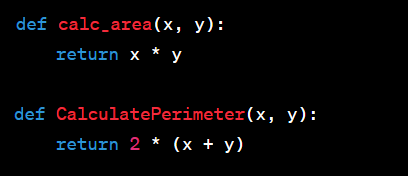 def calc_area(x, y):
    return x * y
def CalculatePerimeter(x, y):
    return 2 * (x + y)